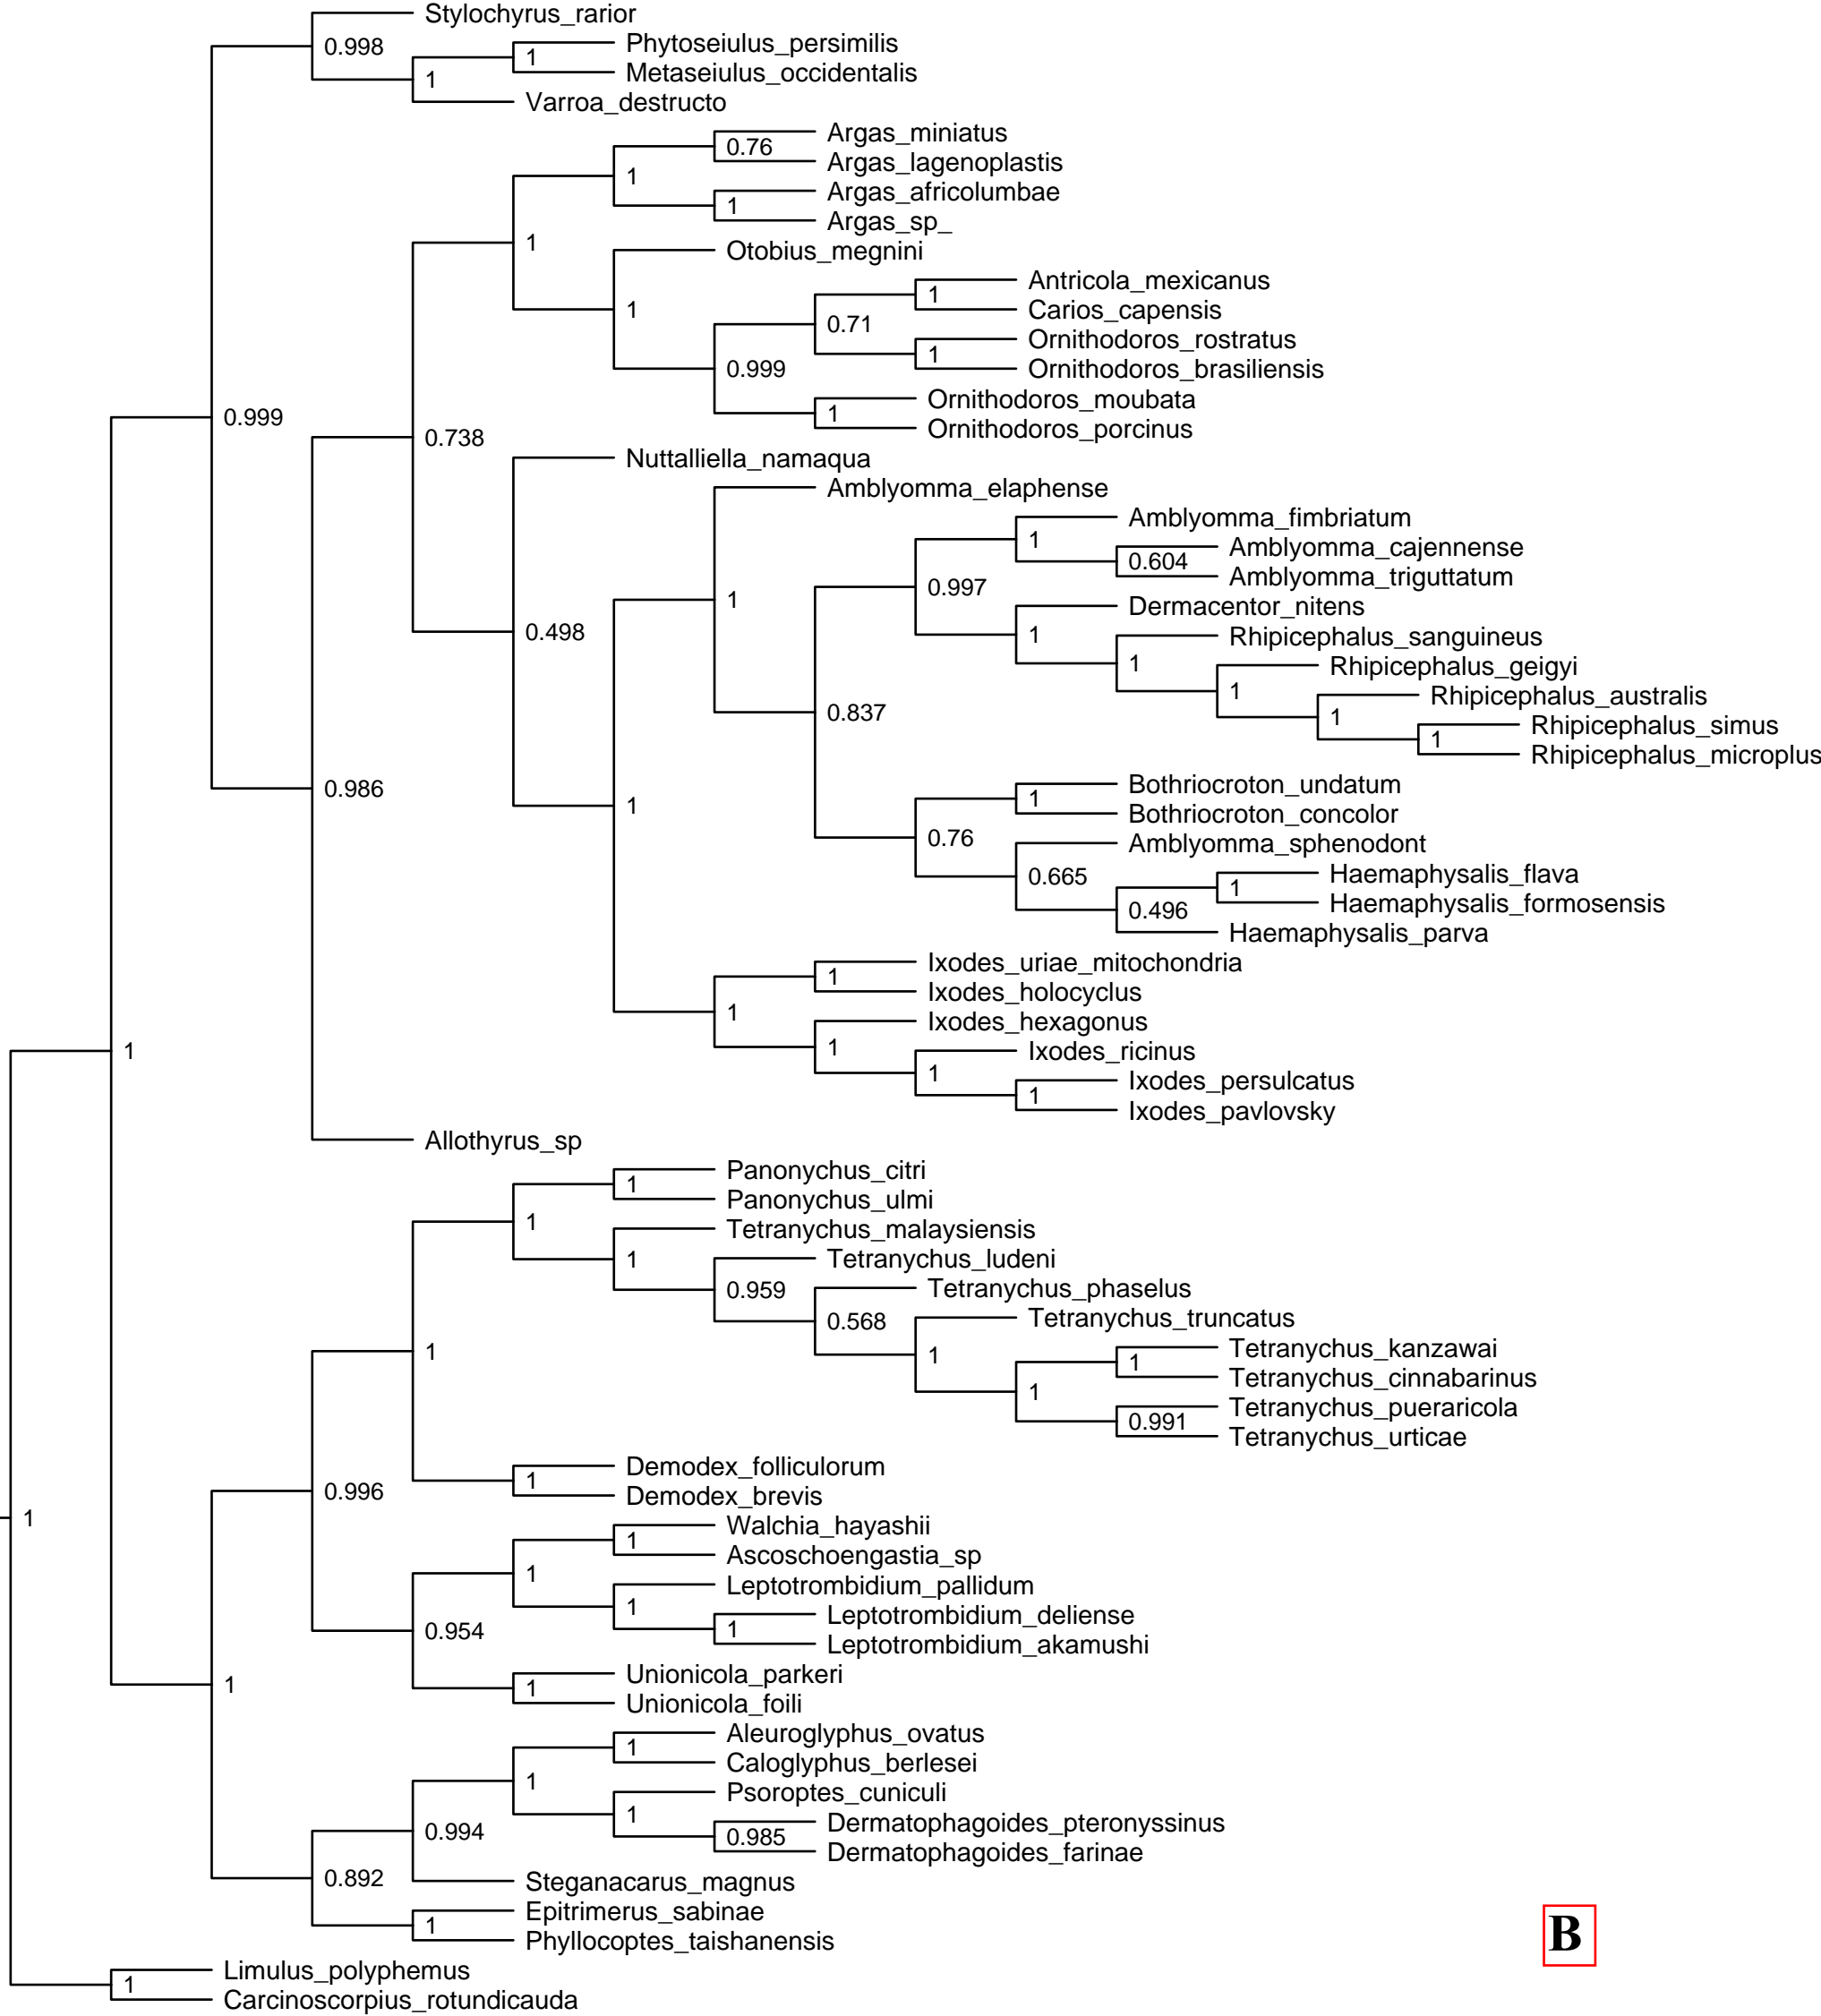 Stylochyrus_rarior
0.998
Phytoseiulus_persimilis
1
Metaseiulus_occidentalis
1
Varroa_destructo
Argas_miniatus
0.76
Argas_lagenoplastis
1
Argas_africolumbae
1
Argas_sp_
1
Otobius_megnini
Antricola_mexicanus
1
Carios_capensis
1
0.71
Ornithodoros_rostratus
1
Ornithodoros_brasiliensis
0.999
Ornithodoros_moubata
1
Ornithodoros_porcinus
0.999
0.738
Nuttalliella_namaqua
Amblyomma_elaphense
Amblyomma_fimbriatum
1
Amblyomma_cajennense
0.604
Amblyomma_triguttatum
0.997
1
Dermacentor_nitens
0.498
1
Rhipicephalus_sanguineus
1
Rhipicephalus_geigyi
1
Rhipicephalus_australis
0.837
1
Rhipicephalus_simus
1
Rhipicephalus_microplus
0.986
Bothriocroton_undatum
1
1
Bothriocroton_concolor
0.76
Amblyomma_sphenodont
0.665
Haemaphysalis_flava
1
Haemaphysalis_formosensis
0.496
Haemaphysalis_parva
Ixodes_uriae_mitochondria
1
Ixodes_holocyclus
1
Ixodes_hexagonus
1
1
Ixodes_ricinus
1
Ixodes_persulcatus
1
Ixodes_pavlovsky
Allothyrus_sp
Panonychus_citri
1
Panonychus_ulmi
1
Tetranychus_malaysiensis
1
Tetranychus_ludeni
0.959
Tetranychus_phaselus
0.568
Tetranychus_truncatus
1
1
Tetranychus_kanzawai
1
Tetranychus_cinnabarinus
1
Tetranychus_pueraricola
0.991
Tetranychus_urticae
Demodex_folliculorum
1
0.996
Demodex_brevis
1
Walchia_hayashii
1
Ascoschoengastia_sp
1
Leptotrombidium_pallidum
1
Leptotrombidium_deliense
0.954
1
Leptotrombidium_akamushi
Unionicola_parkeri
1
1
Unionicola_foili
Aleuroglyphus_ovatus
1
Caloglyphus_berlesei
1
Psoroptes_cuniculi
1
Dermatophagoides_pteronyssinus
0.994
0.985
Dermatophagoides_farinae
0.892
Steganacarus_magnus
Epitrimerus_sabinae
1
Phyllocoptes_taishanensis
B
Limulus_polyphemus
1
Carcinoscorpius_rotundicauda